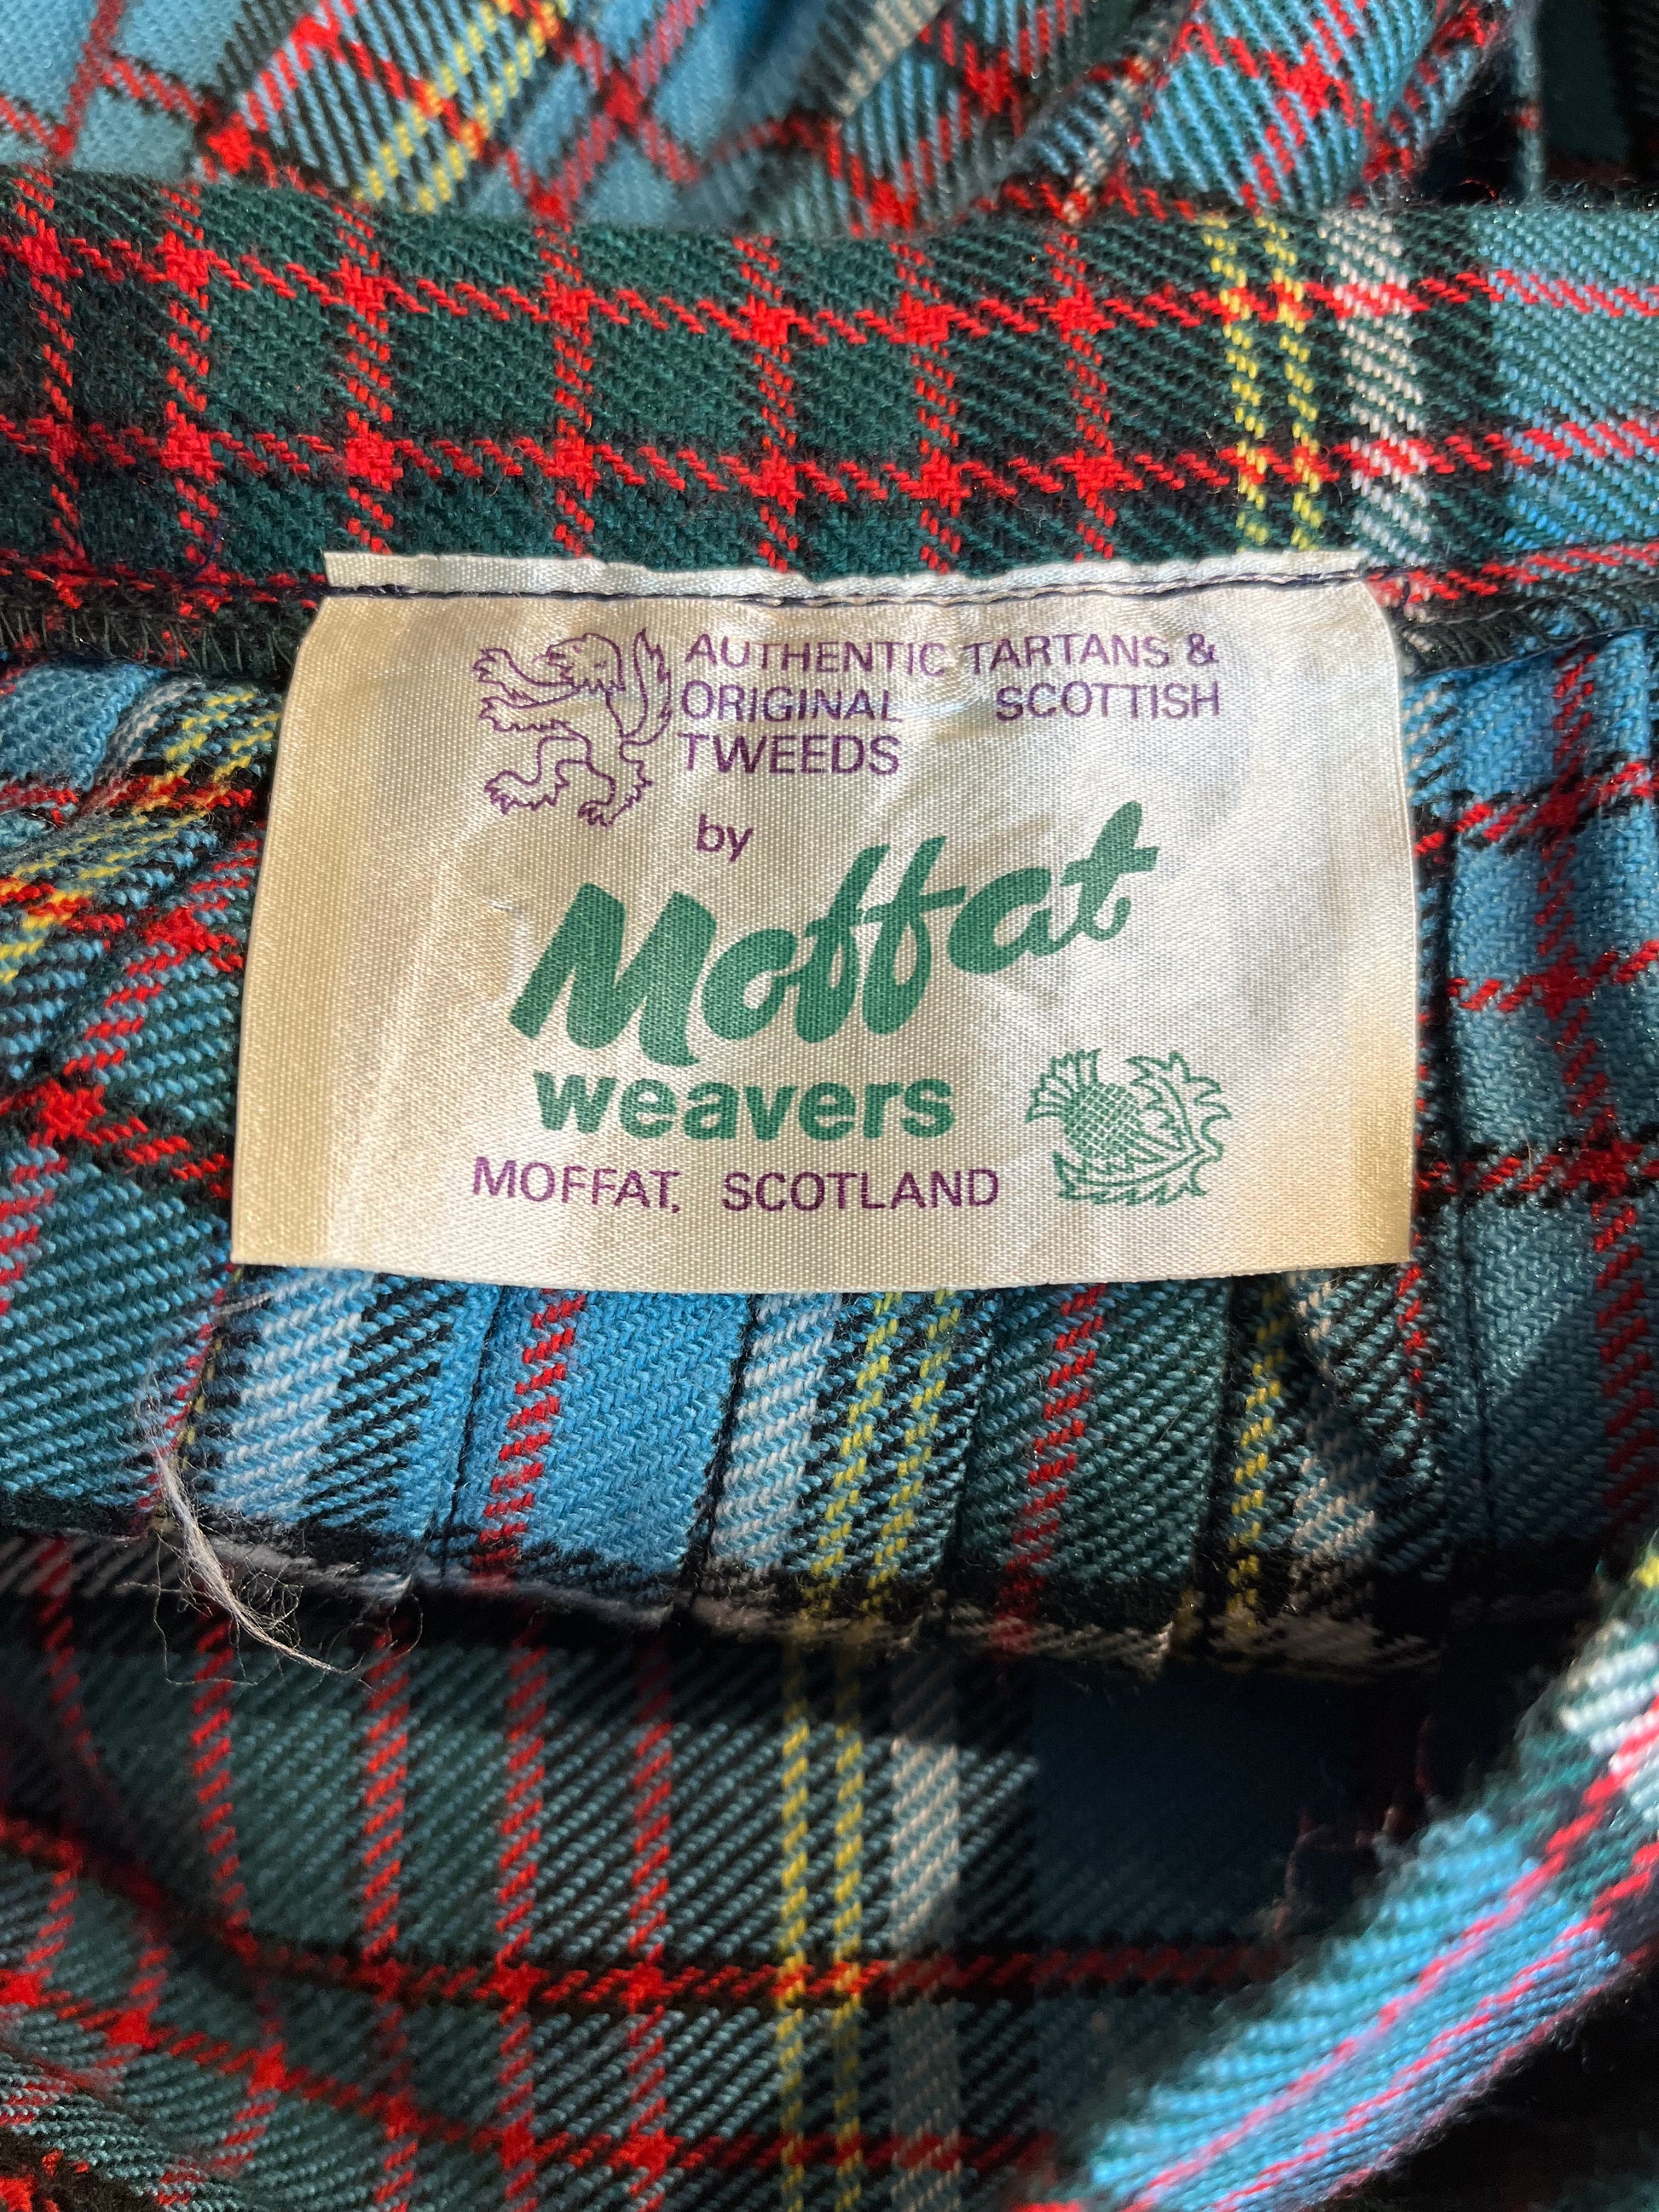 AUTHENTIC TARTANS &
ORIGINAL SCOTTISH
TWEEDS
by
Moffat
weavers
MOFFAT, SCOTLAND